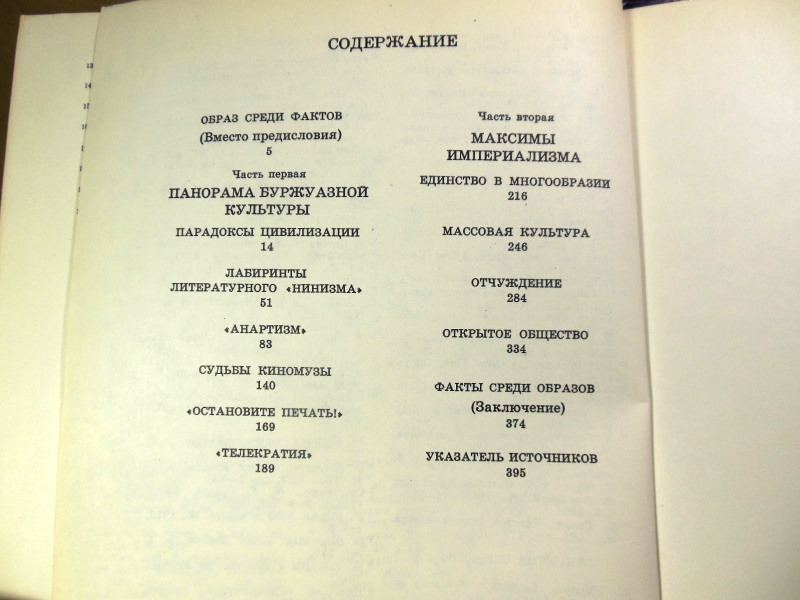 СОДЕРЖАНИЕ
ОБРАЗ СРЕДИ ФАКТОВ
(Вместо предисловия)
5
Часть первая
ПАНОРАМА БУРЖУАЗНОЙ
КУЛЬТУРЫ
ПАРАДОКСЫ ЦИВИЛИЗАЦИИ
14
ЛАБИРИНТЫ
ЛИТЕРАТУРНОГО «НИНИЗМА»
51
«АНАРТИЗМ»
83
СУДЬБЫ КИНОМУЗЫ
140
«ОСТАНОВИТЕ ПЕЧАТЬ!»
169
«ТЕЛЕКРАТИЯ»
189
Часть вторая
МАКСИМЫ
ИМПЕРИАЛИЗМА
ЕДИНСТВО В МНОГООБРАЗИИ
216
МАССОВАЯ КУЛЬТУРА
246
ОТЧУЖДЕНИЕ
284
ОТКРЫТОЕ ОБЩЕСТВО
334
ФАКТЫ СРЕДИ ОБРАЗОВ
(Заключение)
374
УКАЗАТЕЛЬ ИСТОЧНИКОВ
395